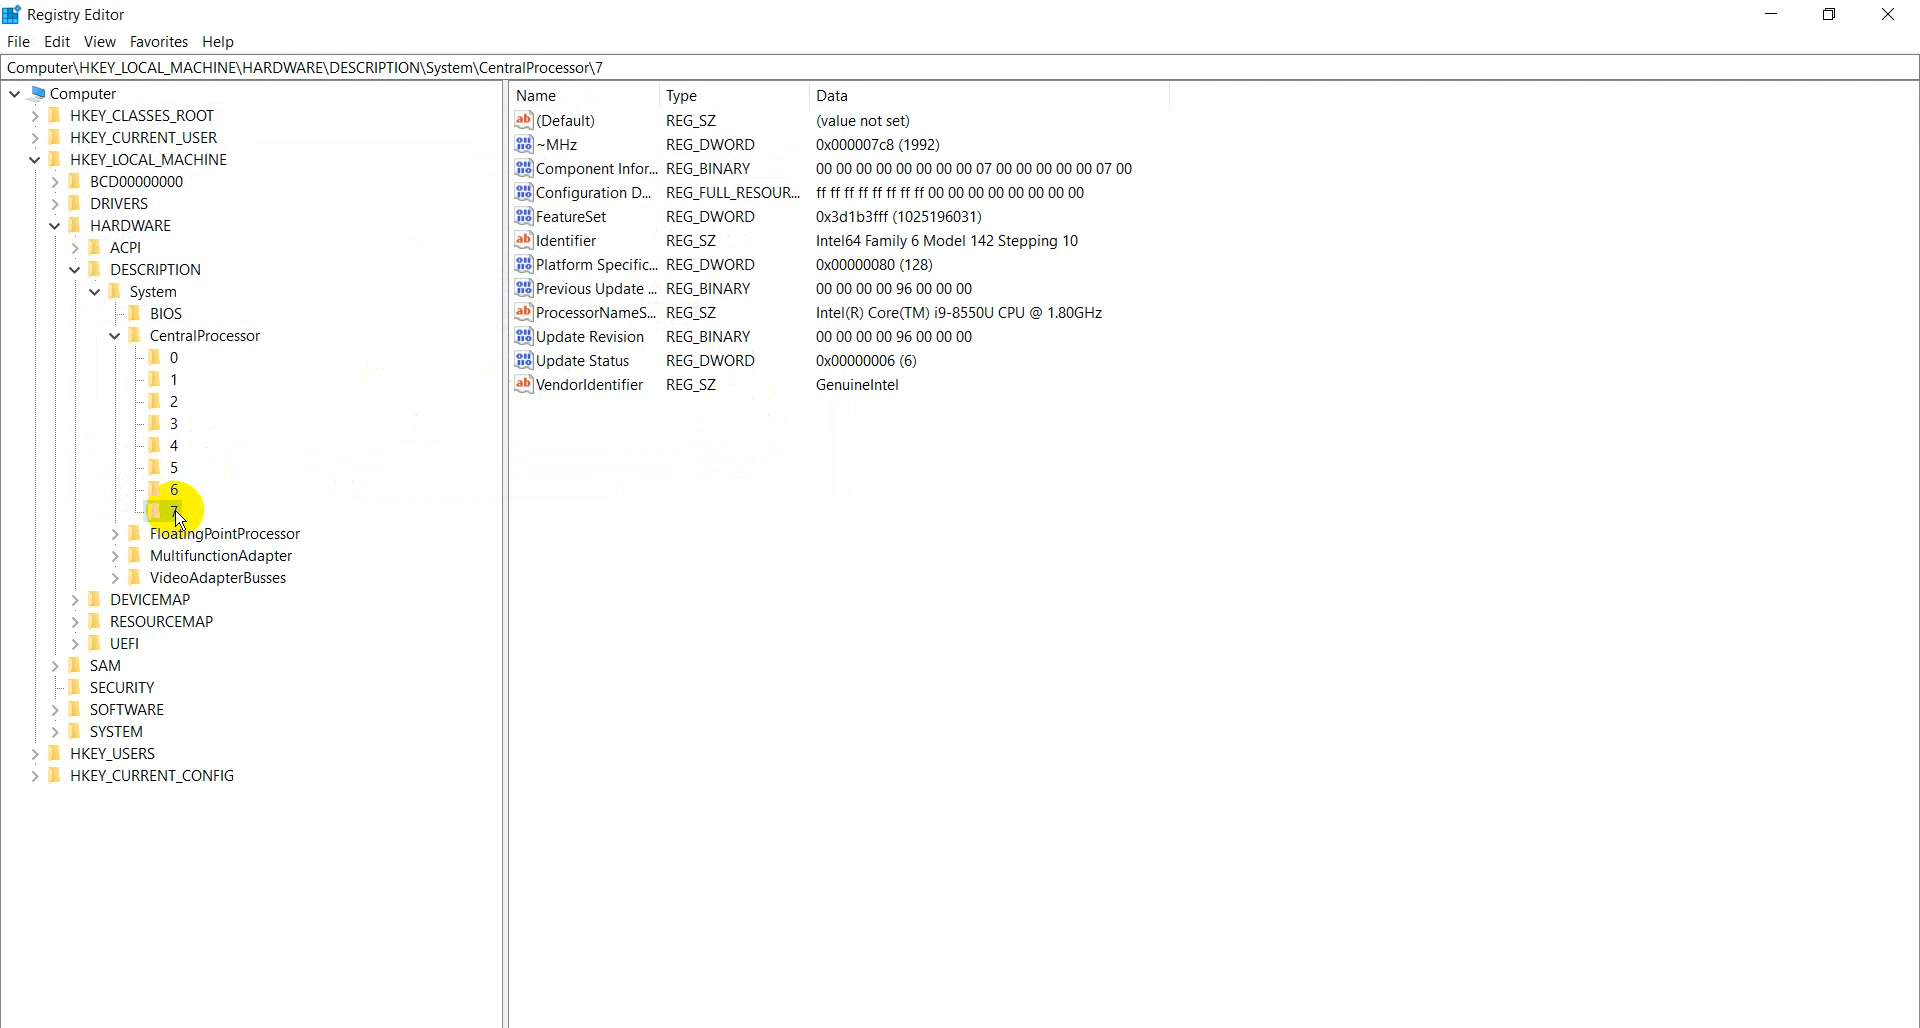 Registry Editor
File Edit View Favorites Help
Computer\HKEY_LOCAL_MACHINE\HARDWARE\DESCRIPTION\System\CentralProcessor\7
Computer
HKEY_CLASSES_ROOT
HKEY_CURRENT_USER
HKEY_LOCAL_MACHINE
BCD00000000
DRIVERS
HARDWARE
ACPI
DESCRIPTION
System
BIOS
CentralProcessor
0
1
2
3
4
5
6
7
FloatingPointProcessor
MultifunctionAdapter
VideoAdapterBusses
DEVICEMAP
RESOURCEMAP
UEFI
SAM
SECURITY
SOFTWARE
SYSTEM
HKEY_USERS
HKEY_CURRENT_CONFIG
Name Type Data
(Default) REG_SZ (value not set)
~MHz REG_DWORD 0x000007c8 (1992)
Component Infor... REG_BINARY 00 00 00 00 00 00 00 00 07 00 00 00 00 00 07 00
Configuration D... REG_FULL_RESOUR... ff ff ff ff ff ff ff ff 00 00 00 00 00 00 00 00
FeatureSet REG_DWORD 0x3d1b3fff (1025196031)
Identifier REG_SZ Intel64 Family 6 Model 142 Stepping 10
Platform Specific... REG_DWORD 0x00000080 (128)
Previous Update ... REG_BINARY 00 00 00 00 96 00 00 00
ProcessorNameS... REG_SZ Intel(R) Core(TM) i9-8550U CPU @ 1.80GHz
Update Revision REG_BINARY 00 00 00 00 96 00 00 00
Update Status REG_DWORD 0x00000006 (6)
VendorIdentifier REG_SZ GenuineIntel